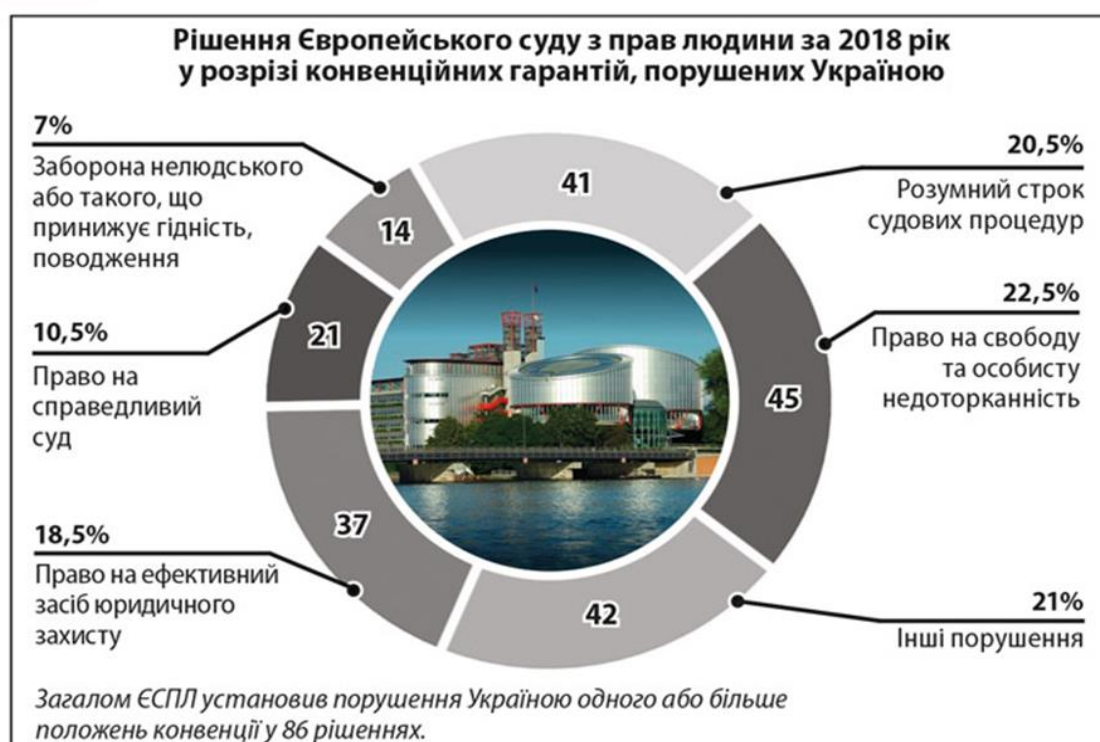 Рішення Європейського суду з прав людини за 2018 рік
у розрізі конвенційних гарантій, порушених Україною
7%
Заборона нелюдського
або такого, що
принижує гідність,
поводження
14
41
20,5%
Розумний строк
судових процедур
10,5%
Право на
справедливий
суд
21
22,5%
Право на свободу
та особисту
недоторканність
45
18,5%
Право на ефективний
засіб юридичного
захисту
37
42
21%
Інші порушення
Загалом ЄСПЛ установив порушення Україною одного або більше
положень конвенції у 86 рішеннях.